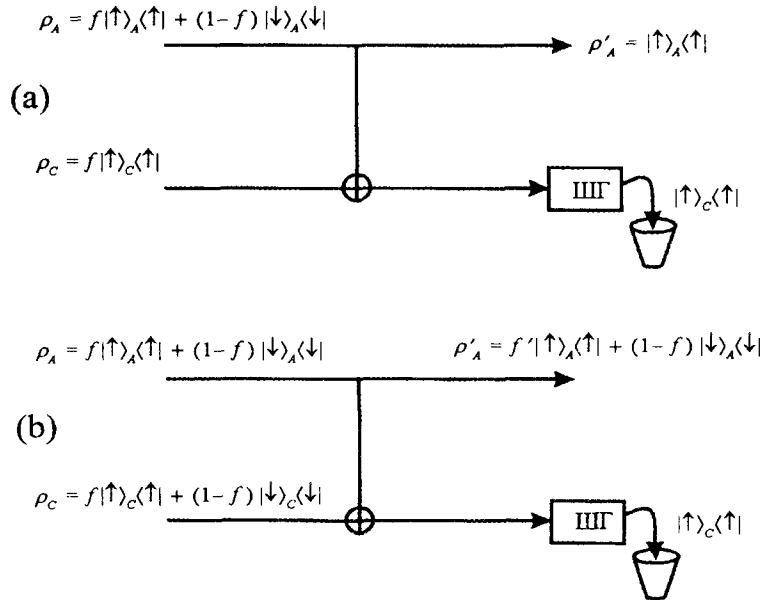 ρ_A = f|↑⟩_A⟨↑| + (1−f) |↓⟩_A⟨↓|
ρ′_A = |↑⟩_A⟨↑|
(a)
ρ_C = f|↑⟩_C⟨↑|
ШГ
|↑⟩_C⟨↑|
ρ_A = f|↑⟩_A⟨↑| + (1−f) |↓⟩_A⟨↓|
ρ′_A = f′|↑⟩_A⟨↑| + (1−f) |↓⟩_A⟨↓|
(b)
ρ_C = f|↑⟩_C⟨↑| + (1−f) |↓⟩_C⟨↓|
ШГ
|↑⟩_C⟨↑|